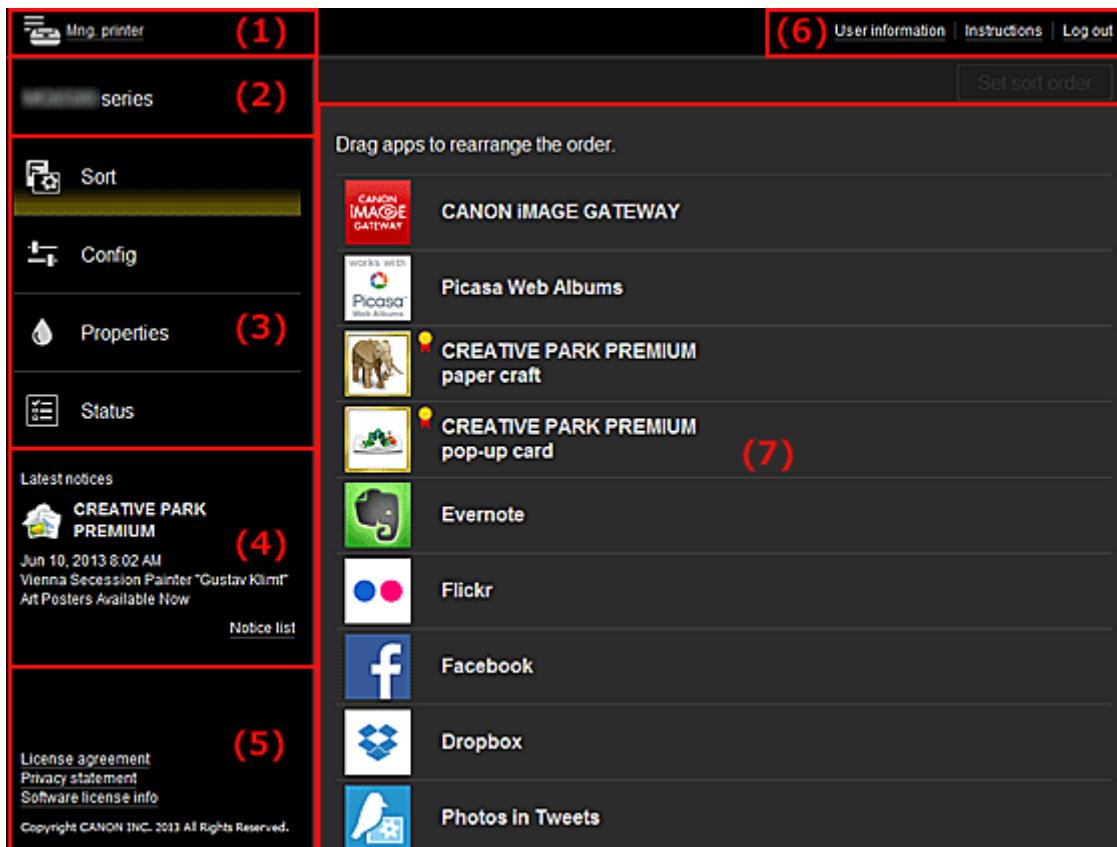 Mng. printer
(1)
series
(2)
Sort
Config
Properties
(3)
Status
Latest notices
CREATIVE PARK
PREMIUM
(4)
Jun 10, 2013 8:02 AM
Vienna Secession Painter "Gustav Klimt"
Art Posters Available Now
Notice list
(5)
License agreement
Privacy statement
Software license info
Copyright CANON INC. 2013 All Rights Reserved.
(6)
User information | Instructions | Log out
Set sort order
Drag apps to rearrange the order.
CANON
iMAGE
GATEWAY
CANON iMAGE GATEWAY
works with
Picasa
Web Albums
Picasa Web Albums
CREATIVE PARK PREMIUM
paper craft
CREATIVE PARK PREMIUM
pop-up card
(7)
Evernote
Flickr
f
Facebook
Dropbox
Photos in Tweets